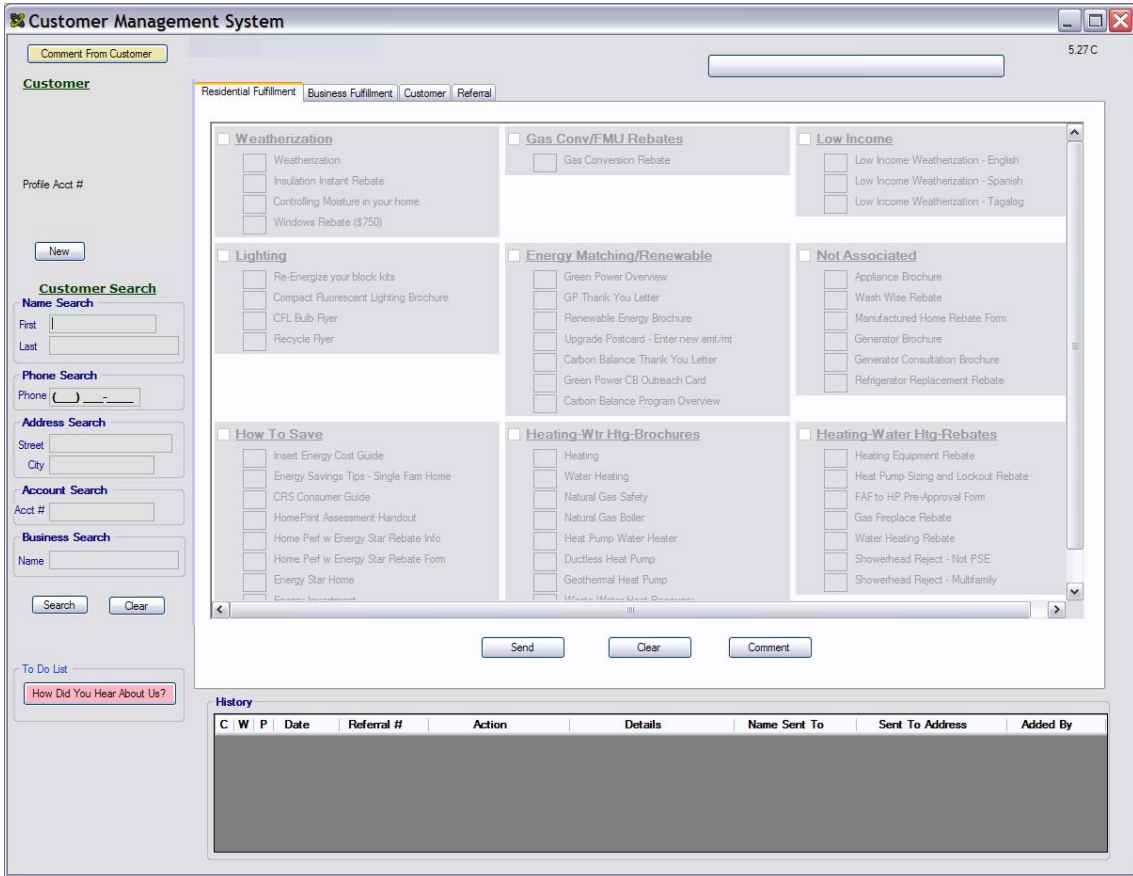 Customer Management System
Comment From Customer
5.27 C
Customer
Residential Fulfillment Business Fulfillment Customer Referral
Profile Acct #
New
Customer Search
Name Search
First
Last
Phone Search
Phone (___) ___-____
Address Search
Street
City
Account Search
Acct #
Business Search
Name
Search Clear
To Do List
How Did You Hear About Us?
Weatherization
Weatherization
Insulation Instant Rebate
Controlling Moisture in your home
Windows Rebate ($750)
Gas Conv/FMU Rebates
Gas Conversion Rebate
Low Income
Low Income Weatherization - English
Low Income Weatherization - Spanish
Low Income Weatherization - Tagalog
Lighting
Re-Energize your block kits
Compact Fluorescent Lighting Brochure
CFL Bulb Flyer
Recycle Flyer
Energy Matching/Renewable
Green Power Overview
GP Thank You Letter
Renewable Energy Brochure
Upgrade Postcard - Enter new amt/mt
Carbon Balance Thank You Letter
Green Power CB Outreach Card
Carbon Balance Program Overview
Not Associated
Appliance Brochure
Wash Wise Rebate
Manufactured Home Rebate Form
Generator Brochure
Generator Consultation Brochure
Refrigerator Replacement Rebate
How To Save
Insert Energy Cost Guide
Energy Savings Tips - Single Fam Home
CRS Consumer Guide
HomePrint Assessment Handout
Home Perf w Energy Star Rebate Info
Home Perf w Energy Star Rebate Form
Energy Star Home
Energy Investment
Heating-Wtr Htg-Brochures
Heating
Water Heating
Natural Gas Safety
Natural Gas Boiler
Heat Pump Water Heater
Ductless Heat Pump
Geothermal Heat Pump
Waste Water Heat Recovery
Heating-Water Htg-Rebates
Heating Equipment Rebate
Heat Pump Sizing and Lockout Rebate
FAF to HP Pre-Approval Form
Gas Fireplace Rebate
Water Heating Rebate
Showerhead Reject - Not PSE
Showerhead Reject - Multifamily
Send Clear Comment
History
C W P Date Referral # Action Details Name Sent To Sent To Address Added By